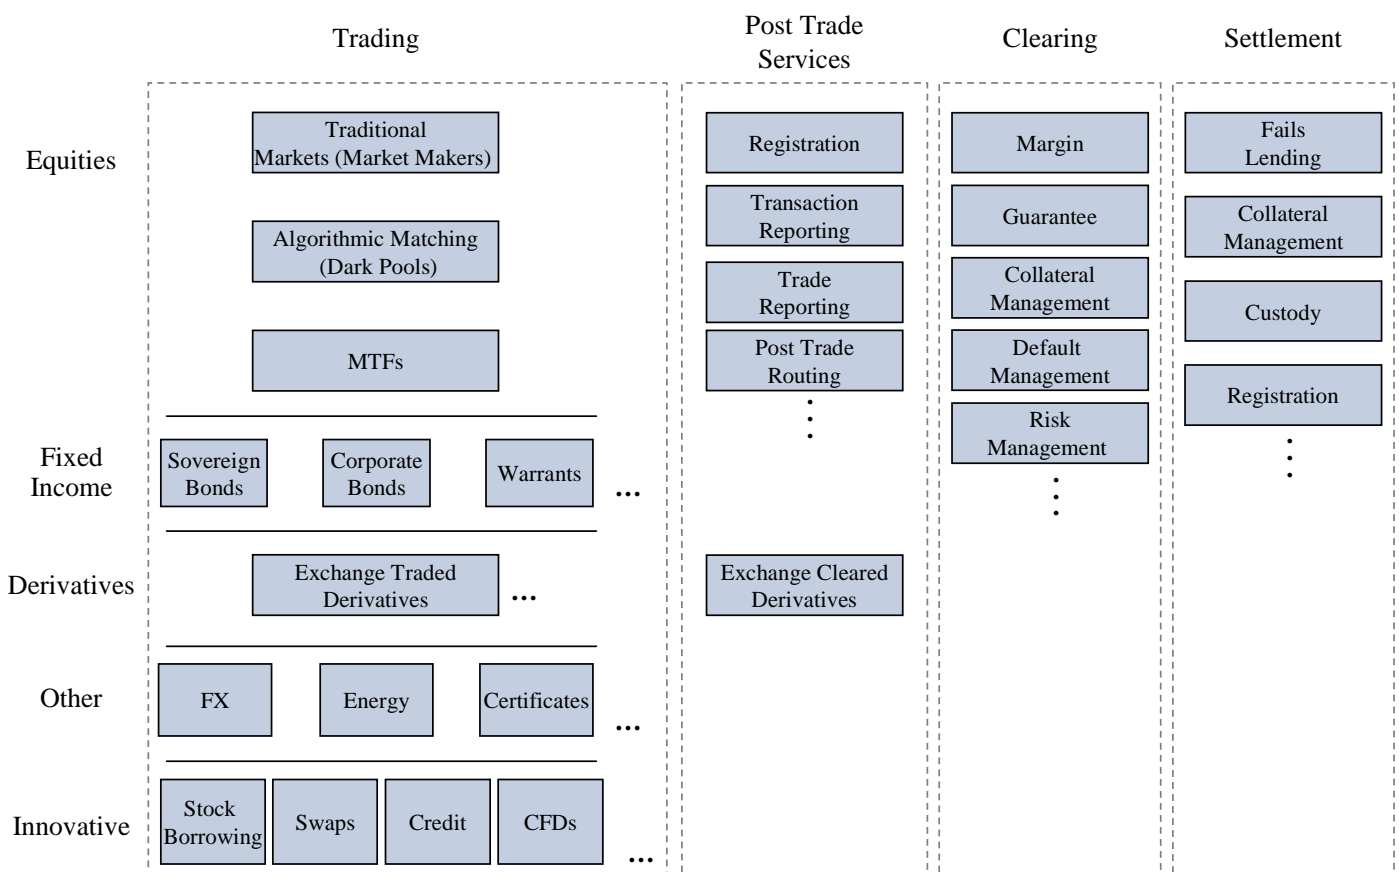 Trading
Post Trade
Services
Clearing
Settlement
Equities
Traditional
Markets (Market Makers)
Algorithmic Matching
(Dark Pools)
MTFs
Registration
Transaction
Reporting
Trade
Reporting
Post Trade
Routing
Margin
Guarantee
Collateral
Management
Default
Management
Risk
Management
Fails
Lending
Collateral
Management
Custody
Registration
Fixed
Income
Sovereign
Bonds
Corporate
Bonds
Warrants
...
Derivatives
Exchange Traded
Derivatives
...
Exchange Cleared
Derivatives
Other
FX
Energy
Certificates
...
Innovative
Stock
Borrowing
Swaps
Credit
CFDs
...